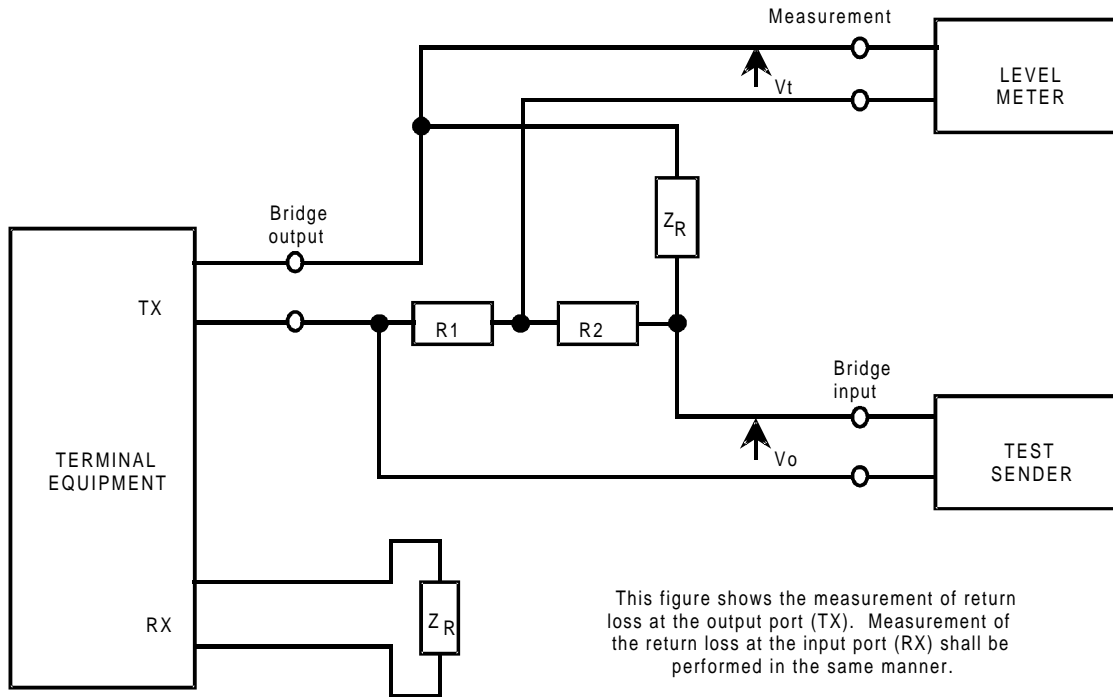 Measurement
LEVEL
METER
Vt
Bridge
output
Z R
TX
R1
R2
Bridge
input
Vo
TEST
SENDER
TERMINAL
EQUIPMENT
RX
Z R
This figure shows the measurement of return
loss at the output port (TX). Measurement of
the return loss at the input port (RX) shall be
performed in the same manner.